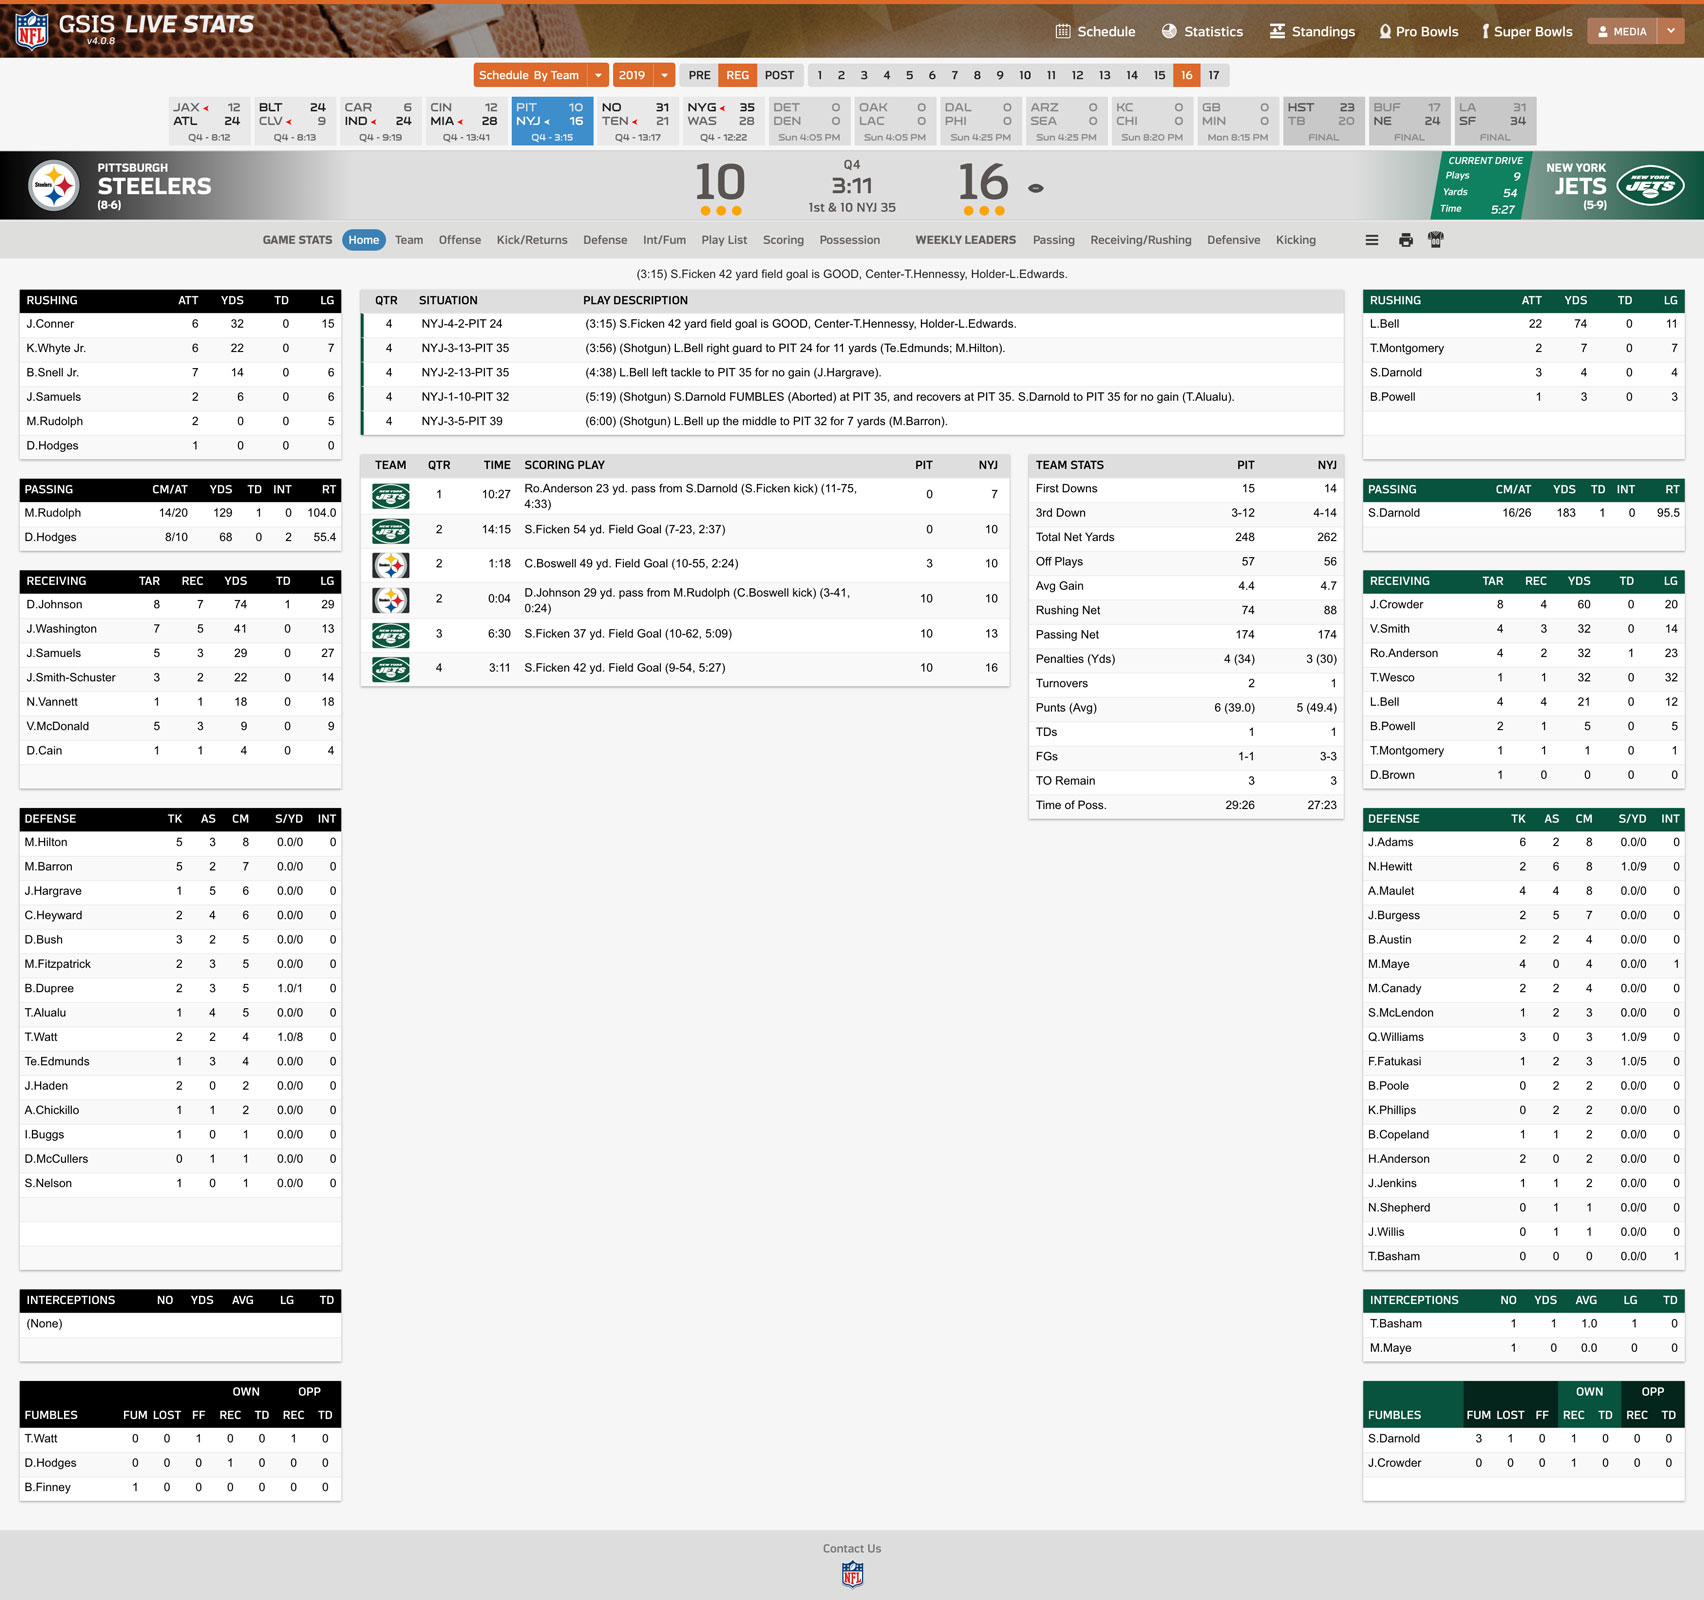 GSIS LIVE STATS
v4.0.8
Schedule Statistics Standings Pro Bowls Super Bowls MEDIA
Schedule By Team 2019 PRE REG POST 1 2 3 4 5 6 7 8 9 10 11 12 13 14 15 16 17
JAX 12 BLT 24 CAR 6 CIN 12 PIT 10 NO 31 NYG 35 DET 0 OAK 0 DAL 0 ARZ 0 KC 0 GB 0 HST 23 BUF 17 LA 31
ATL 24 CLV 9 IND 24 MIA 28 NYJ 16 TEN 21 WAS 28 DEN 0 LAC 0 PHI 0 SEA 0 CHI 0 MIN 0 TB 20 NE 24 SF 34
Q4 - 8:12 Q4 - 8:13 Q4 - 9:19 Q4 - 13:41 Q4 - 3:15 Q4 - 13:17 Q4 - 12:22 Sun 4:05 PM Sun 4:05 PM Sun 4:25 PM Sun 4:25 PM Sun 8:20 PM Mon 8:15 PM FINAL FINAL FINAL
Steelers
PITTSBURGH
STEELERS
(8-6)
10
Q4
3:11
1st & 10 NYJ 35
16
CURRENT DRIVE
Plays 9
Yards 54
Time 5:27
NEW YORK
JETS
(5-9)
NEW YORK
JETS
GAME STATS Home Team Offense Kick/Returns Defense Int/Fum Play List Scoring Possession WEEKLY LEADERS Passing Receiving/Rushing Defensive Kicking
(3:15) S.Ficken 42 yard field goal is GOOD, Center-T.Hennessy, Holder-L.Edwards.
RUSHING ATT YDS TD LG
J.Conner 6 32 0 15
K.Whyte Jr. 6 22 0 7
B.Snell Jr. 7 14 0 6
J.Samuels 2 6 0 6
M.Rudolph 2 0 0 5
D.Hodges 1 0 0 0
PASSING CM/AT YDS TD INT RT
M.Rudolph 14/20 129 1 0 104.0
D.Hodges 8/10 68 0 2 55.4
RECEIVING TAR REC YDS TD LG
D.Johnson 8 7 74 1 29
J.Washington 7 5 41 0 13
J.Samuels 5 3 29 0 27
J.Smith-Schuster 3 2 22 0 14
N.Vannett 1 1 18 0 18
V.McDonald 5 3 9 0 9
D.Cain 1 1 4 0 4
DEFENSE TK AS CM S/YD INT
M.Hilton 5 3 8 0.0/0 0
M.Barron 5 2 7 0.0/0 0
J.Hargrave 1 5 6 0.0/0 0
C.Heyward 2 4 6 0.0/0 0
D.Bush 3 2 5 0.0/0 0
M.Fitzpatrick 2 3 5 0.0/0 0
B.Dupree 2 3 5 1.0/1 0
T.Alualu 1 4 5 0.0/0 0
T.Watt 2 2 4 1.0/8 0
Te.Edmunds 1 3 4 0.0/0 0
J.Haden 2 0 2 0.0/0 0
A.Chickillo 1 1 2 0.0/0 0
I.Buggs 1 0 1 0.0/0 0
D.McCullers 0 1 1 0.0/0 0
S.Nelson 1 0 1 0.0/0 0
INTERCEPTIONS NO YDS AVG LG TD
(None)
OWN OPP
FUMBLES FUM LOST FF REC TD REC TD
T.Watt 0 0 1 0 0 1 0
D.Hodges 0 0 0 1 0 0 0
B.Finney 1 0 0 0 0 0 0
QTR SITUATION PLAY DESCRIPTION
4 NYJ-4-2-PIT 24 (3:15) S.Ficken 42 yard field goal is GOOD, Center-T.Hennessy, Holder-L.Edwards.
4 NYJ-3-13-PIT 35 (3:56) (Shotgun) L.Bell right guard to PIT 24 for 11 yards (Te.Edmunds; M.Hilton).
4 NYJ-2-13-PIT 35 (4:38) L.Bell left tackle to PIT 35 for no gain (J.Hargrave).
4 NYJ-1-10-PIT 32 (5:19) (Shotgun) S.Darnold FUMBLES (Aborted) at PIT 35, and recovers at PIT 35. S.Darnold to PIT 35 for no gain (T.Alualu).
4 NYJ-3-5-PIT 39 (6:00) (Shotgun) L.Bell up the middle to PIT 32 for 7 yards (M.Barron).
TEAM QTR TIME SCORING PLAY PIT NYJ
JETS 1 10:27 Ro.Anderson 23 yd. pass from S.Darnold (S.Ficken kick) (11-75, 0 7
4:33)
JETS 2 14:15 S.Ficken 54 yd. Field Goal (7-23, 2:37) 0 10
2 1:18 C.Boswell 49 yd. Field Goal (10-55, 2:24) 3 10
2 0:04 D.Johnson 29 yd. pass from M.Rudolph (C.Boswell kick) (3-41, 10 10
0:24)
JETS 3 6:30 S.Ficken 37 yd. Field Goal (10-62, 5:09) 10 13
JETS 4 3:11 S.Ficken 42 yd. Field Goal (9-54, 5:27) 10 16
TEAM STATS PIT NYJ
First Downs 15 14
3rd Down 3-12 4-14
Total Net Yards 248 262
Off Plays 57 56
Avg Gain 4.4 4.7
Rushing Net 74 88
Passing Net 174 174
Penalties (Yds) 4 (34) 3 (30)
Turnovers 2 1
Punts (Avg) 6 (39.0) 5 (49.4)
TDs 1 1
FGs 1-1 3-3
TO Remain 3 3
Time of Poss. 29:26 27:23
RUSHING ATT YDS TD LG
L.Bell 22 74 0 11
T.Montgomery 2 7 0 7
S.Darnold 3 4 0 4
B.Powell 1 3 0 3
PASSING CM/AT YDS TD INT RT
S.Darnold 16/26 183 1 0 95.5
RECEIVING TAR REC YDS TD LG
J.Crowder 8 4 60 0 20
V.Smith 4 3 32 0 14
Ro.Anderson 4 2 32 1 23
T.Wesco 1 1 32 0 32
L.Bell 4 4 21 0 12
B.Powell 2 1 5 0 5
T.Montgomery 1 1 1 0 1
D.Brown 1 0 0 0 0
DEFENSE TK AS CM S/YD INT
J.Adams 6 2 8 0.0/0 0
N.Hewitt 2 6 8 1.0/9 0
A.Maulet 4 4 8 0.0/0 0
J.Burgess 2 5 7 0.0/0 0
B.Austin 2 2 4 0.0/0 0
M.Maye 4 0 4 0.0/0 1
M.Canady 2 2 4 0.0/0 0
S.McLendon 1 2 3 0.0/0 0
Q.Williams 3 0 3 1.0/9 0
F.Fatukasi 1 2 3 1.0/5 0
B.Poole 0 2 2 0.0/0 0
K.Phillips 0 2 2 0.0/0 0
B.Copeland 1 1 2 0.0/0 0
H.Anderson 2 0 2 0.0/0 0
J.Jenkins 1 1 2 0.0/0 0
N.Shepherd 0 1 1 0.0/0 0
J.Willis 0 1 1 0.0/0 0
T.Basham 0 0 0 0.0/0 1
INTERCEPTIONS NO YDS AVG LG TD
T.Basham 1 1 1.0 1 0
M.Maye 1 0 0.0 0 0
OWN OPP
FUMBLES FUM LOST FF REC TD REC TD
S.Darnold 3 1 0 1 0 0 0
J.Crowder 0 0 0 1 0 0 0
Contact Us
NFL